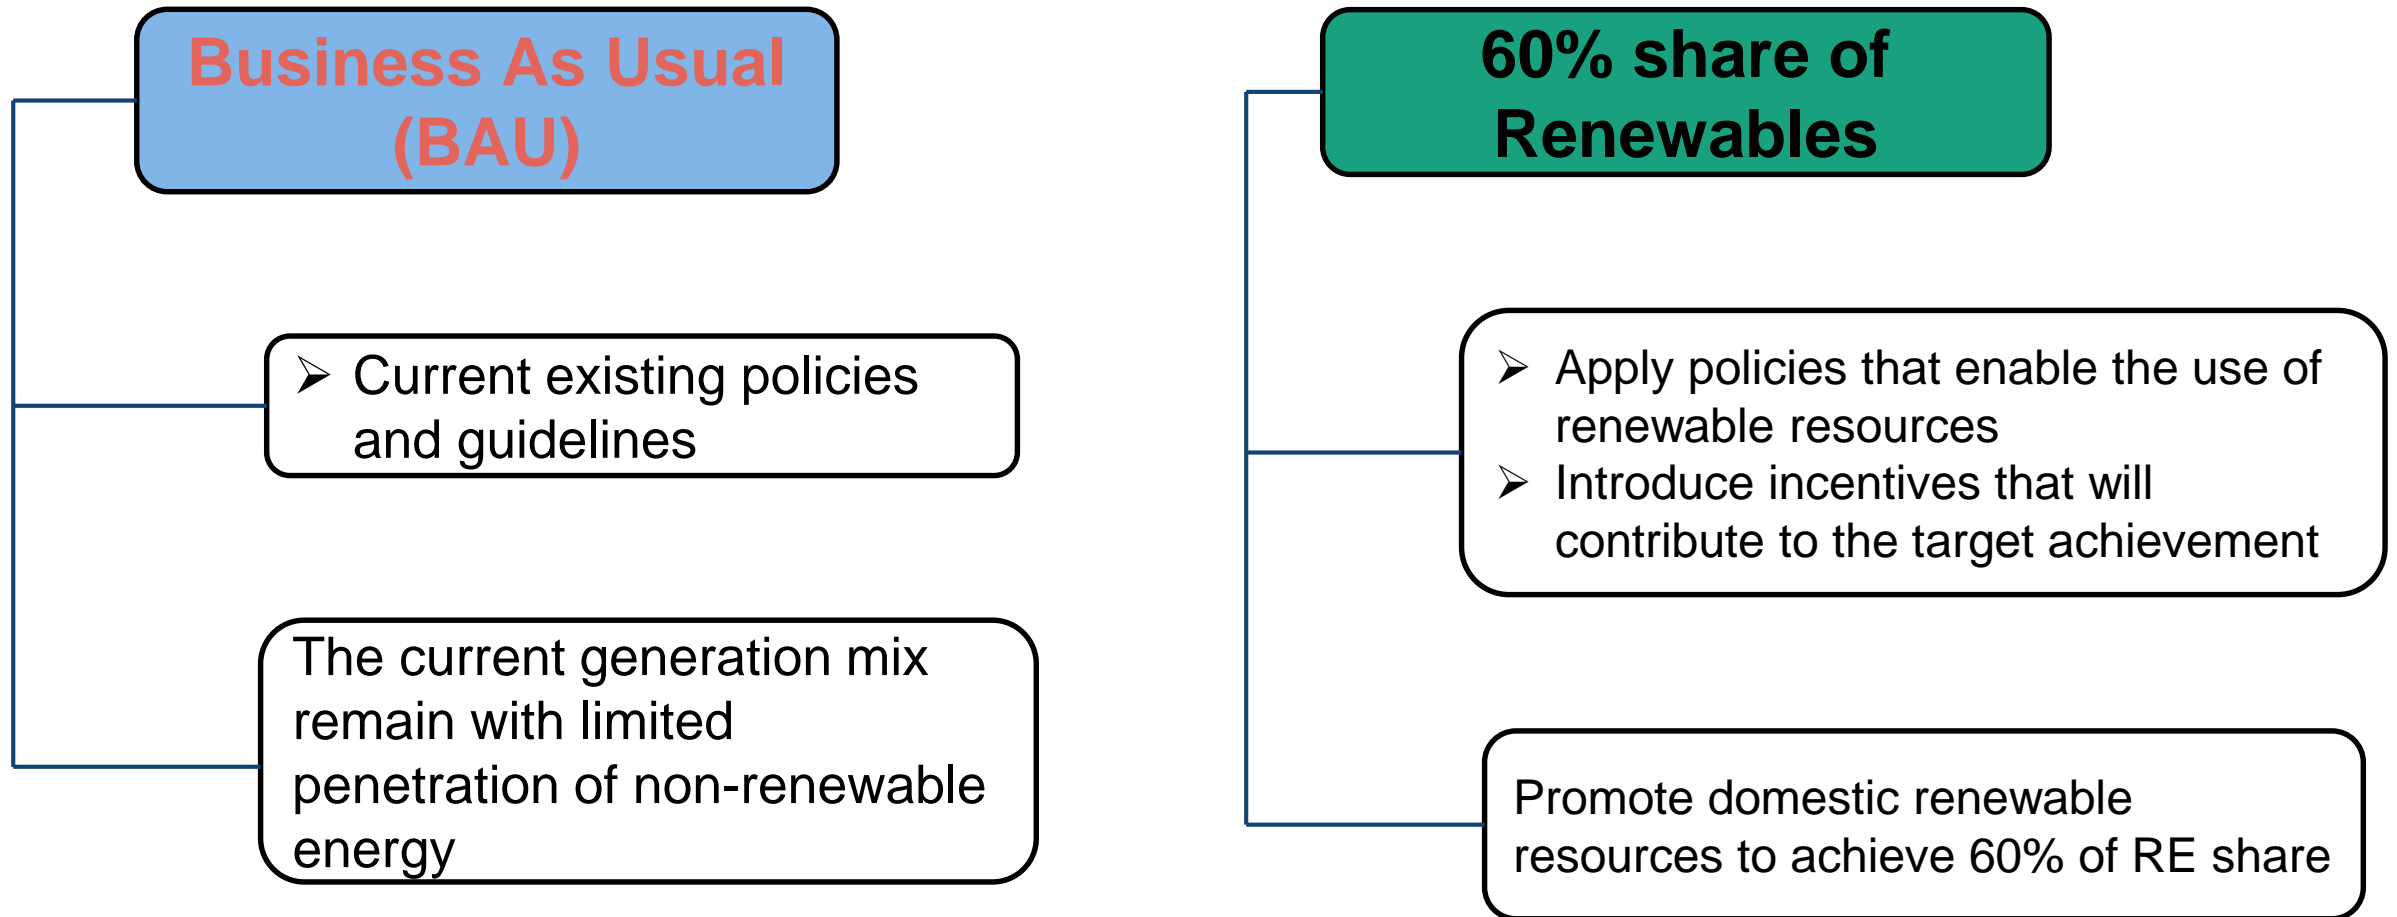 Business As Usual
(BAU)
➢ Current existing policies
and guidelines
The current generation mix
remain with limited
penetration of non-renewable
energy
60% share of
Renewables
➢ Apply policies that enable the use of
renewable resources
➢ Introduce incentives that will
contribute to the target achievement
Promote domestic renewable
resources to achieve 60% of RE share